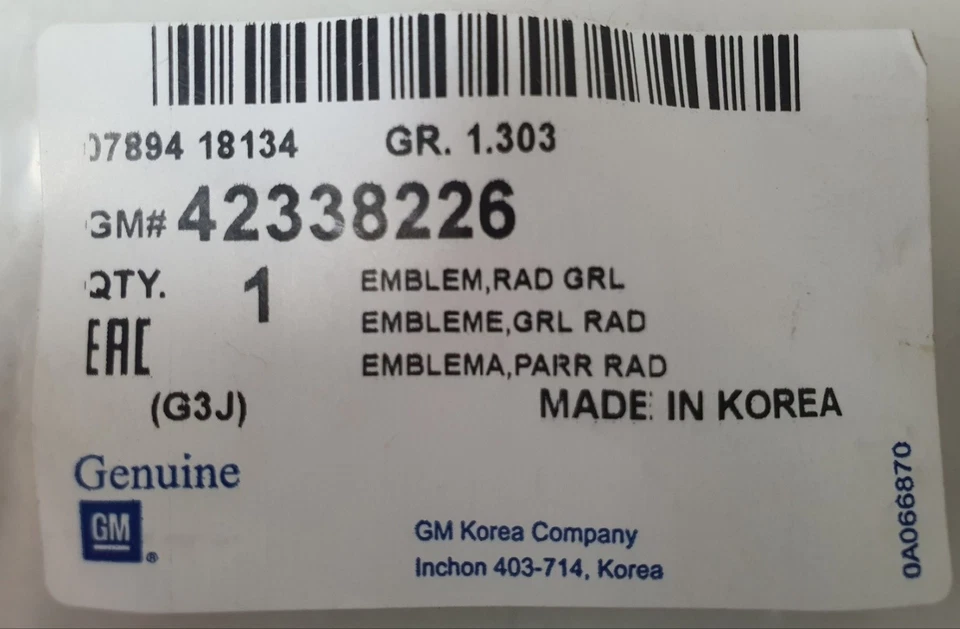 07894 18134 GR. 1.303
GM# 42338226
QTY. 1
EMBLEM,RAD GRL
EMBLEME,GRL RAD
EMBLEMA,PARR RAD
EAC
(G3J)
MADE IN KOREA
Genuine
GM
®
GM Korea Company
Inchon 403-714, Korea
0A066870